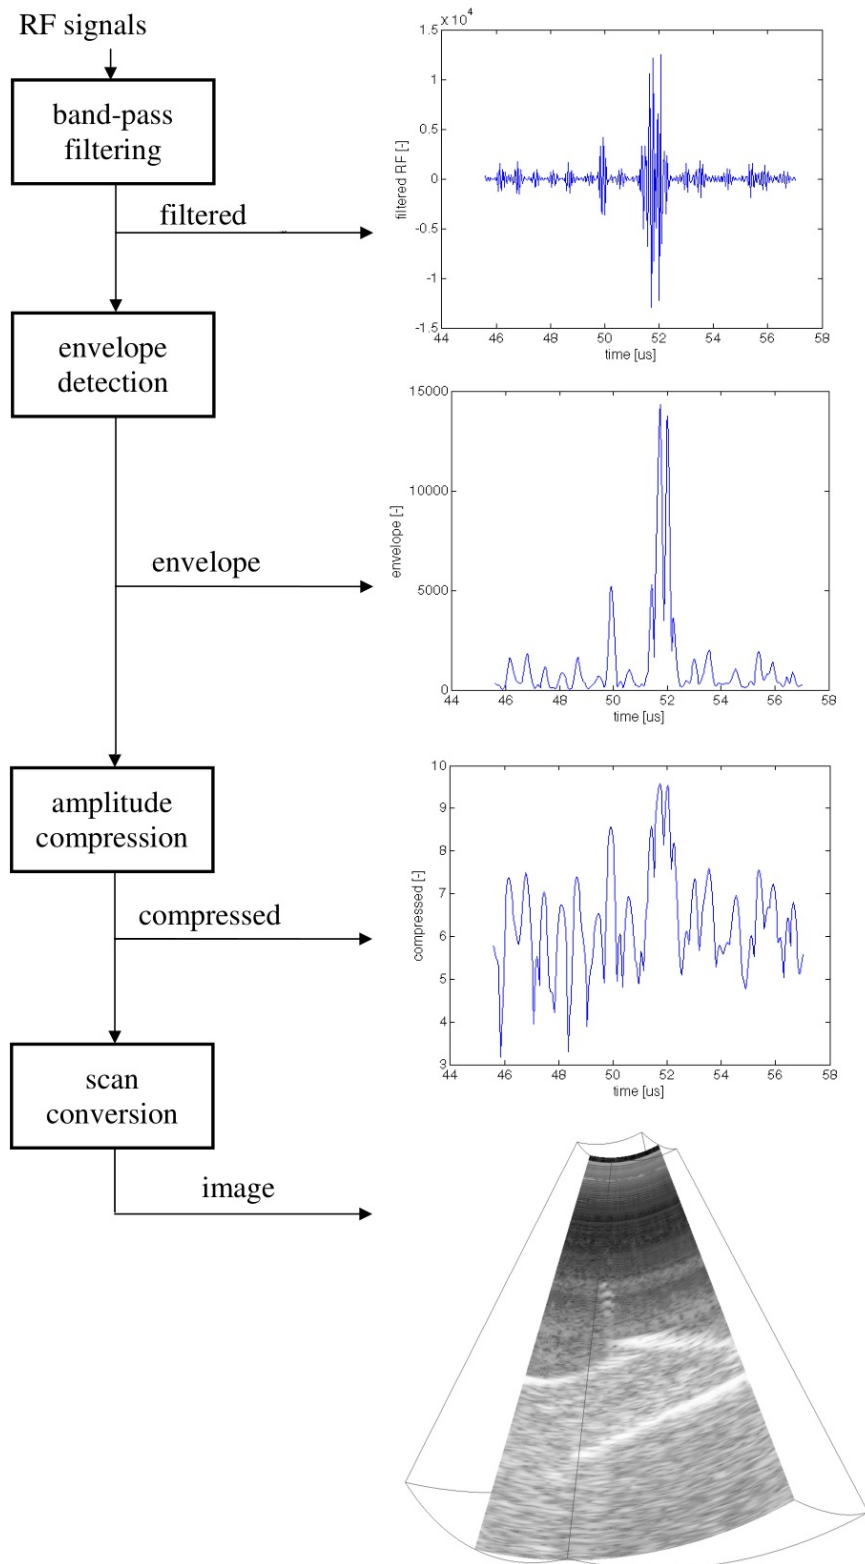 RF signals
band-pass
filtering
filtered
envelope
detection
envelope
amplitude
compression
compressed
scan
conversion
image
x 10^4
1.5
1
0.5
0
-0.5
-1
-1.5
44 46 48 50 52 54 56 58
filtered RF [-]
time [us]
15000
10000
5000
0
44 46 48 50 52 54 56 58
envelope [-]
time [us]
10
9
8
7
6
5
4
3
44 46 48 50 52 54 56 58
compressed [-]
time [us]